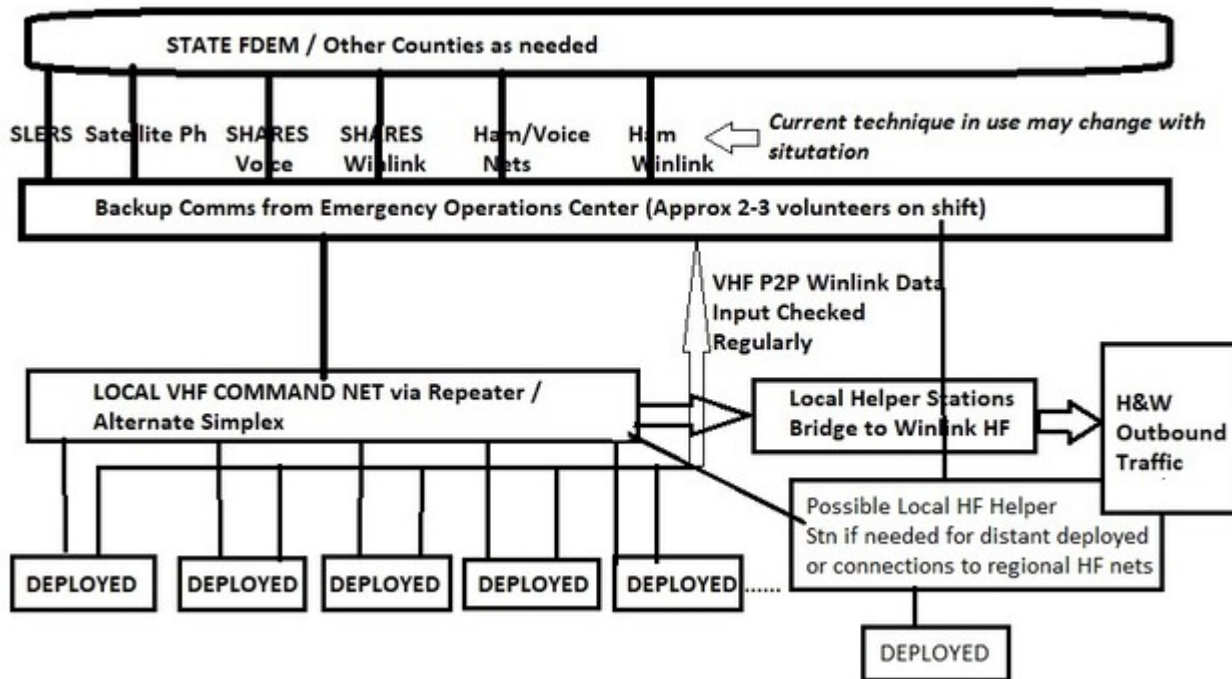 STATE FDEM / Other Counties as needed
SLERS
Satellite Ph
SHARES
Voice
SHARES
Winlink
Ham/Voice
Nets
Ham
Winlink
Current technique in use may change with
situtation
Backup Comms from Emergency Operations Center (Approx 2-3 volunteers on shift)
VHF P2P Winlink Data
Input Checked
Regularly
LOCAL VHF COMMAND NET via Repeater /
Alternate Simplex
Local Helper Stations
Bridge to Winlink HF
H&W
Outbound
Traffic
Possible Local HF Helper
Stn if needed for distant deployed
or connections to regional HF nets
DEPLOYED
DEPLOYED
DEPLOYED
DEPLOYED
DEPLOYED ......
DEPLOYED